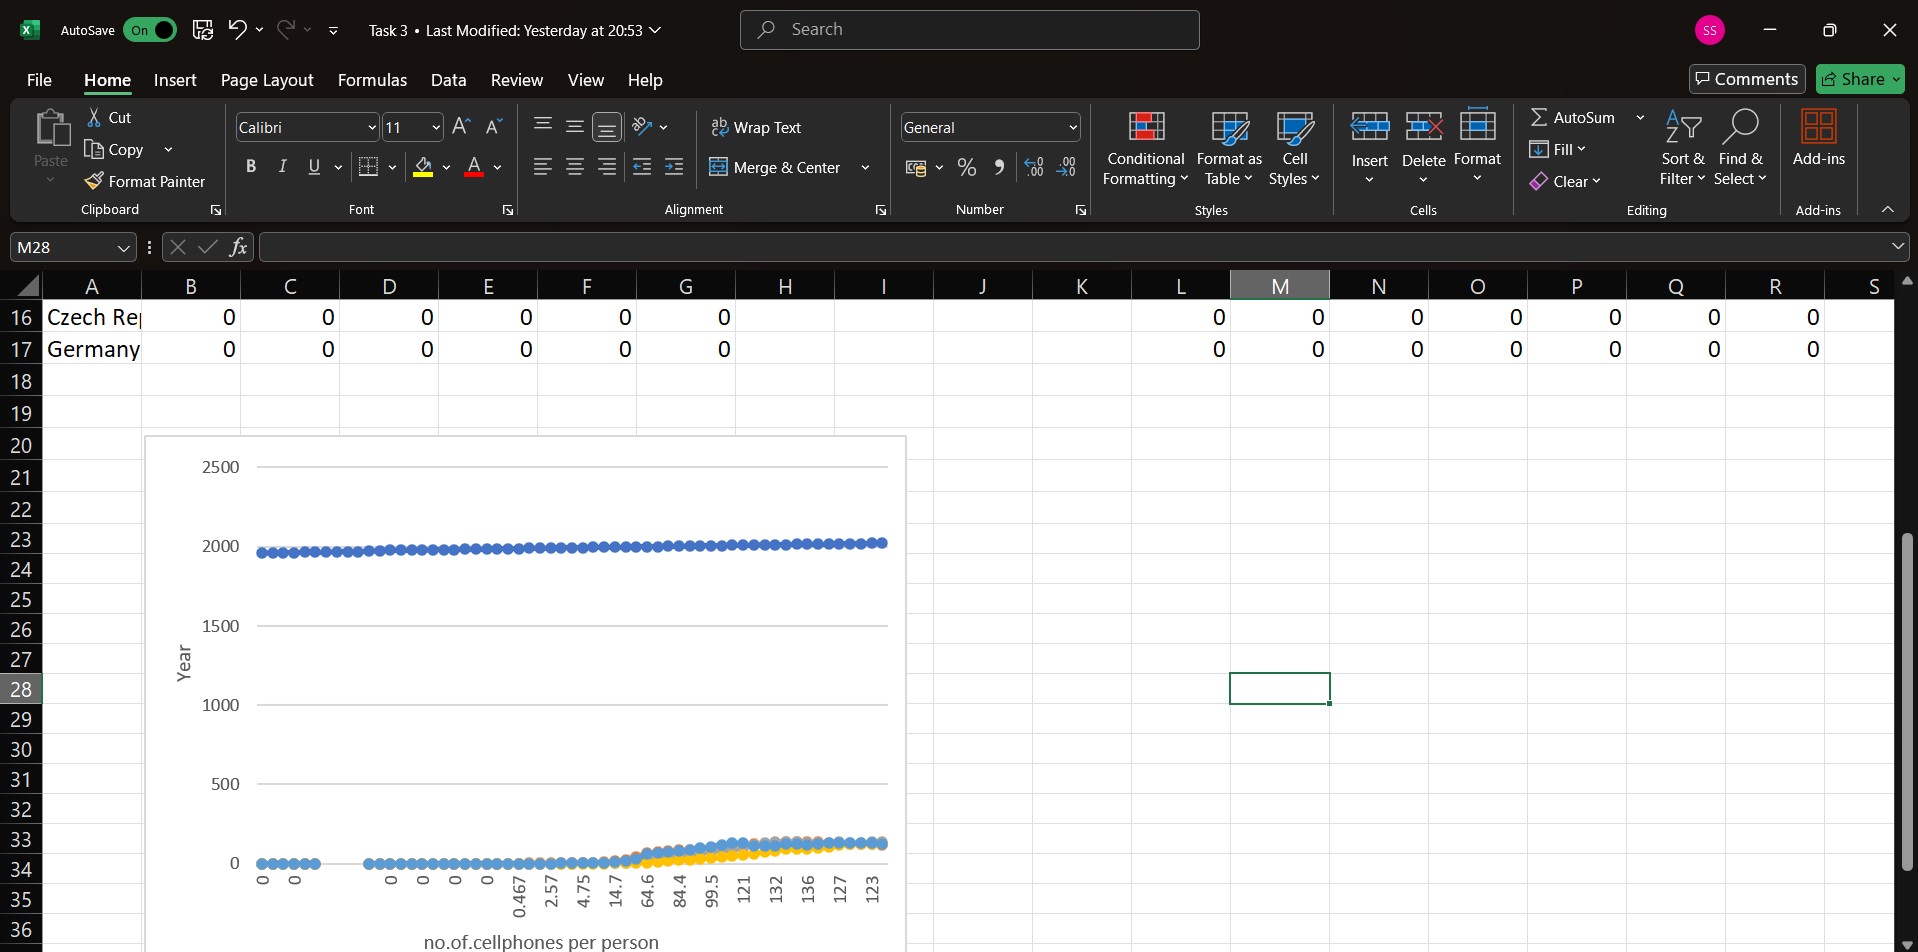 AutoSave On Task 3 • Last Modified: Yesterday at 20:53 Search SS
File Home Insert Page Layout Formulas Data Review View Help Comments Share
Paste Cut Copy Format Painter Clipboard
Calibri 11 B I U A Font
ab Wrap Text Merge & Center Alignment
General % Number
Conditional Formatting Format as Table Cell Styles Styles
Insert Delete Format Cells
AutoSum Fill Clear Sort & Filter Find & Select Editing
Add-ins Add-ins
M28 fx
A B C D E F G H I J K L M N O P Q R S
16 Czech Re 0 0 0 0 0 0 0 0 0 0 0 0 0
17 Germany 0 0 0 0 0 0 0 0 0 0 0 0 0
18
19
20
21
22
23
24
25
26
27
28
29
30
31
32
33
34
35
36
2500
2000
1500
1000
500
0
Year
0 0 0 0 0 0 0.467 2.57 4.75 14.7 64.6 84.4 99.5 121 132 136 127 123
no.of.cellphones per person